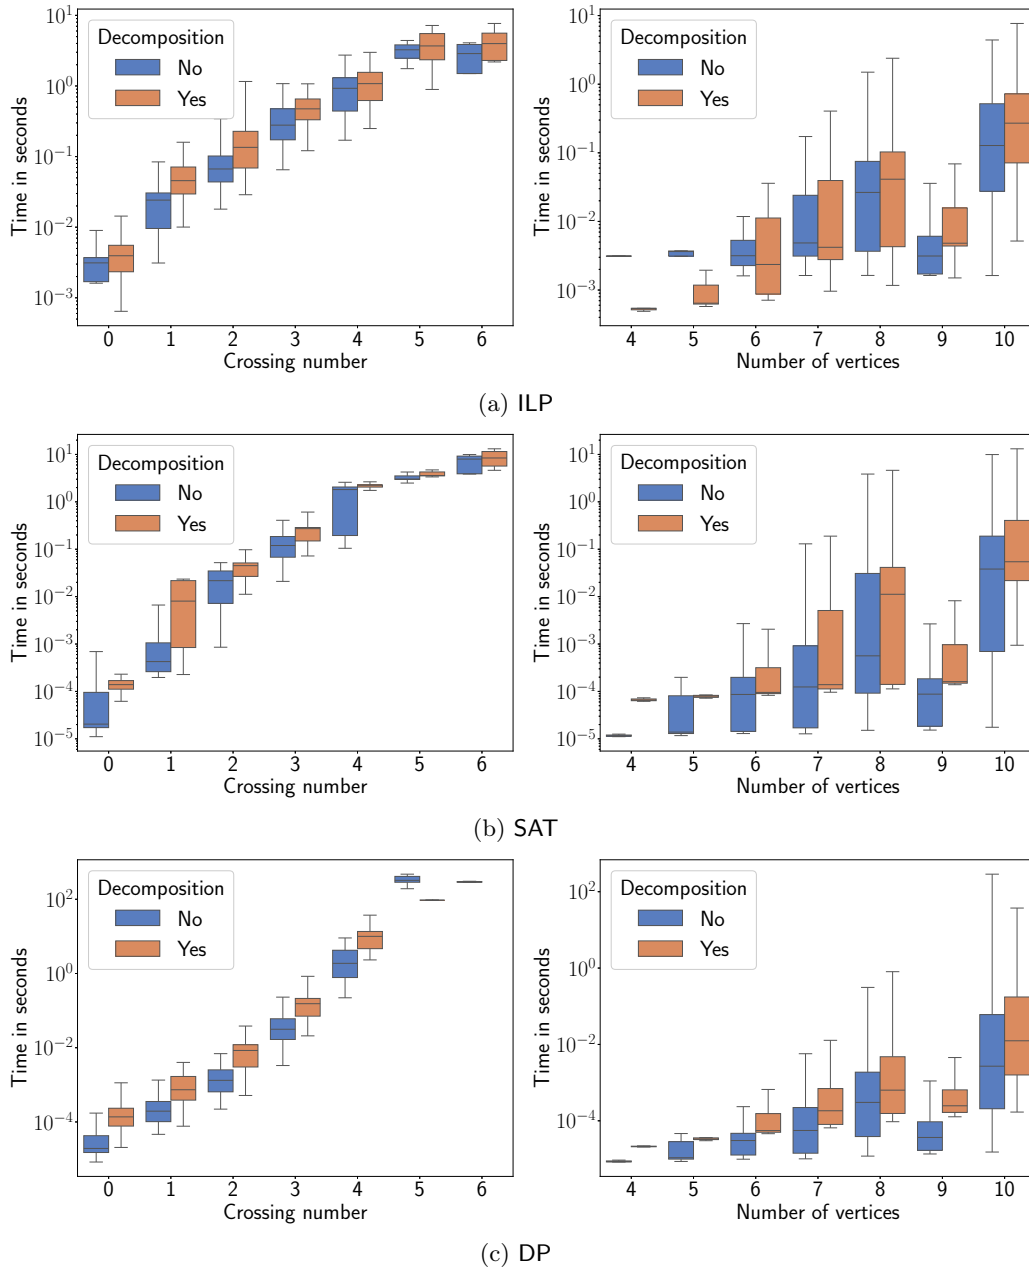 10^1
10^0
10^-1
10^-2
10^-3
Time in seconds
Decomposition
No
Yes
0 1 2 3 4 5 6
Crossing number
10^1
10^0
10^-1
10^-2
10^-3
Time in seconds
Decomposition
No
Yes
4 5 6 7 8 9 10
Number of vertices
(a) ILP
10^1
10^0
10^-1
10^-2
10^-3
10^-4
10^-5
Time in seconds
Decomposition
No
Yes
0 1 2 3 4 5 6
Crossing number
10^1
10^0
10^-1
10^-2
10^-3
10^-4
10^-5
Time in seconds
Decomposition
No
Yes
4 5 6 7 8 9 10
Number of vertices
(b) SAT
10^2
10^0
10^-2
10^-4
Time in seconds
Decomposition
No
Yes
0 1 2 3 4 5 6
Crossing number
10^2
10^0
10^-2
10^-4
Time in seconds
Decomposition
No
Yes
4 5 6 7 8 9 10
Number of vertices
(c) DP